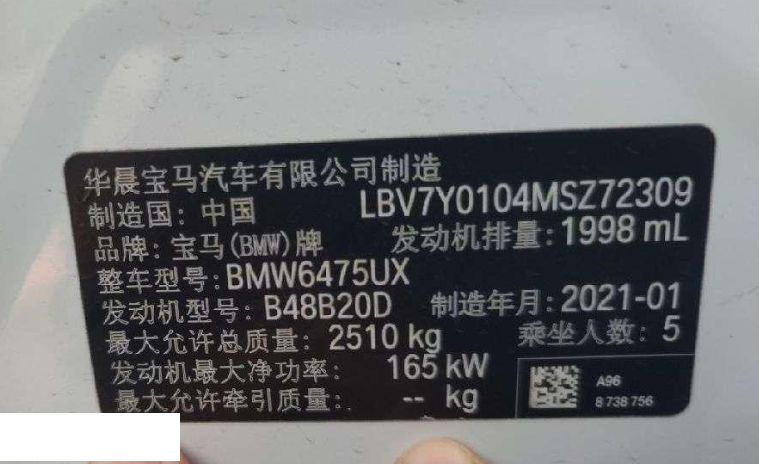 华晨宝马汽车有限公司制造
制造国: 中国 LBV7Y0104MSZ72309
品牌: 宝马(BMW)牌 发动机排量: 1998 mL
整车型号: BMW6475UX
发动机型号: B48B20D 制造年月: 2021-01
最大允许总质量: 2510 kg 乘坐人数: 5
发动机最大净功率: 165 kW
最大允许牵引质量: -- kg
A96
8 738 756